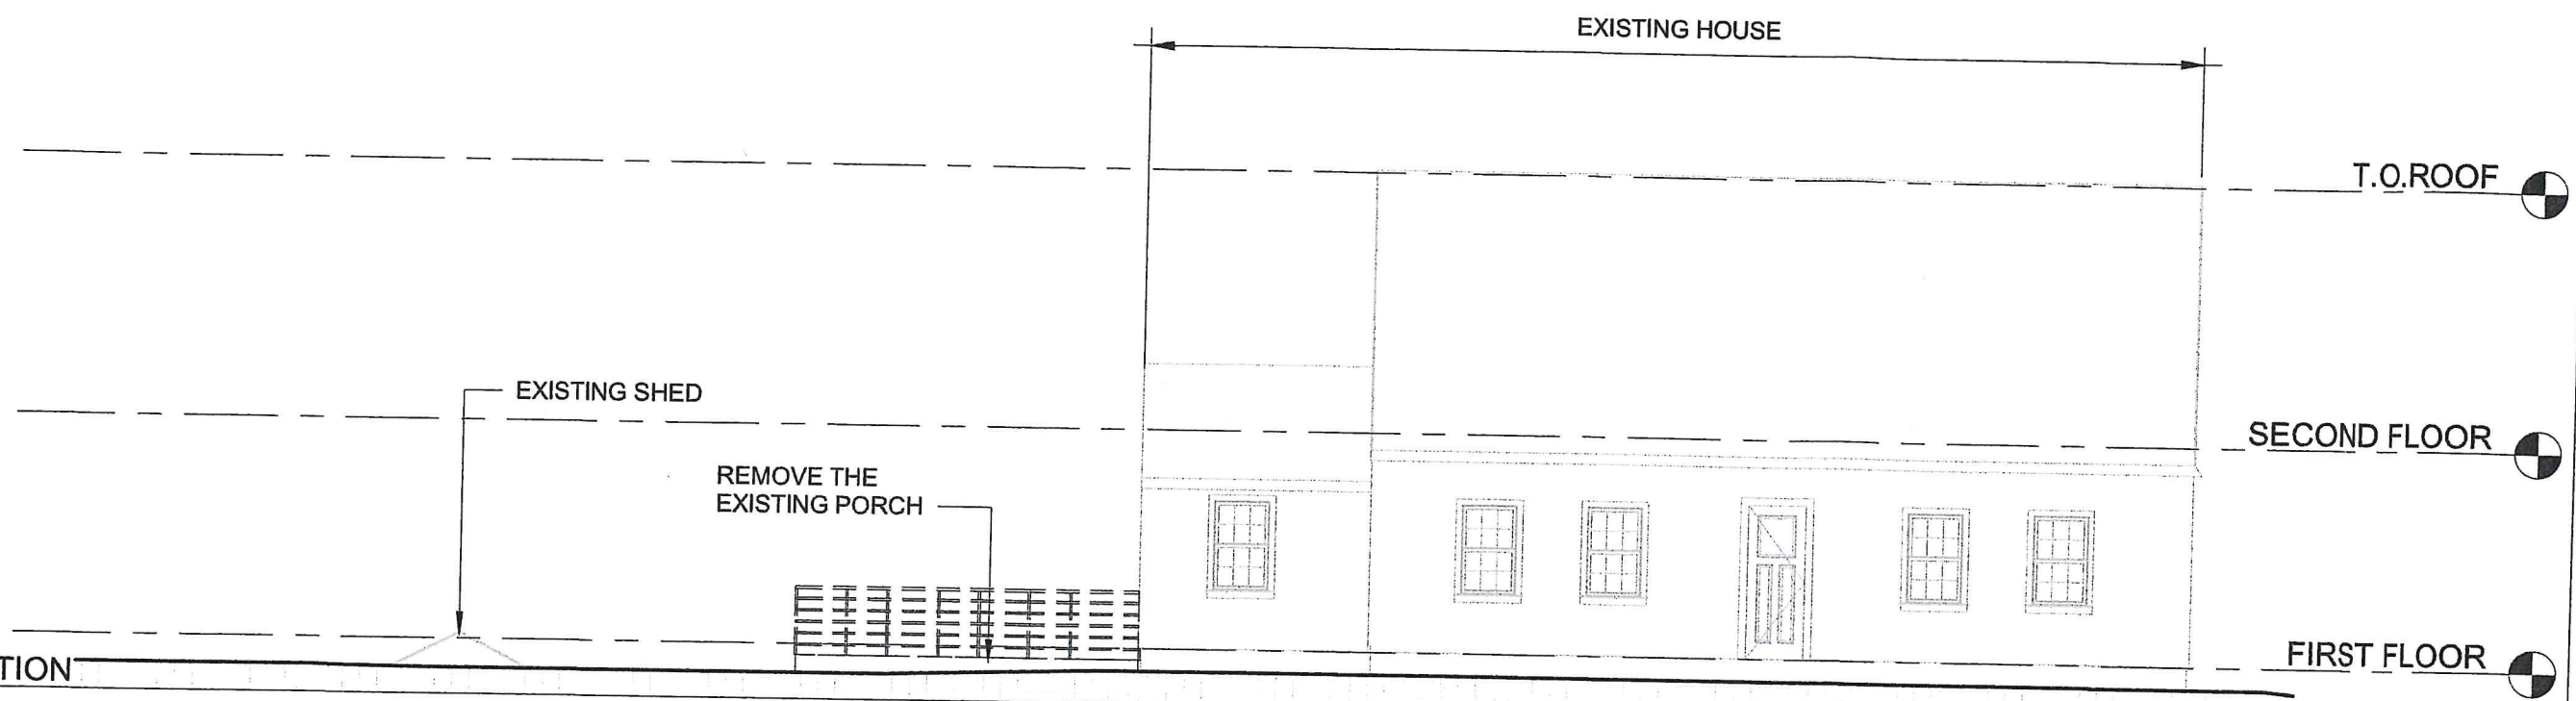 EXISTING HOUSE
T.O.ROOF
EXISTING SHED
SECOND FLOOR
REMOVE THE
EXISTING PORCH
FIRST FLOOR
TION